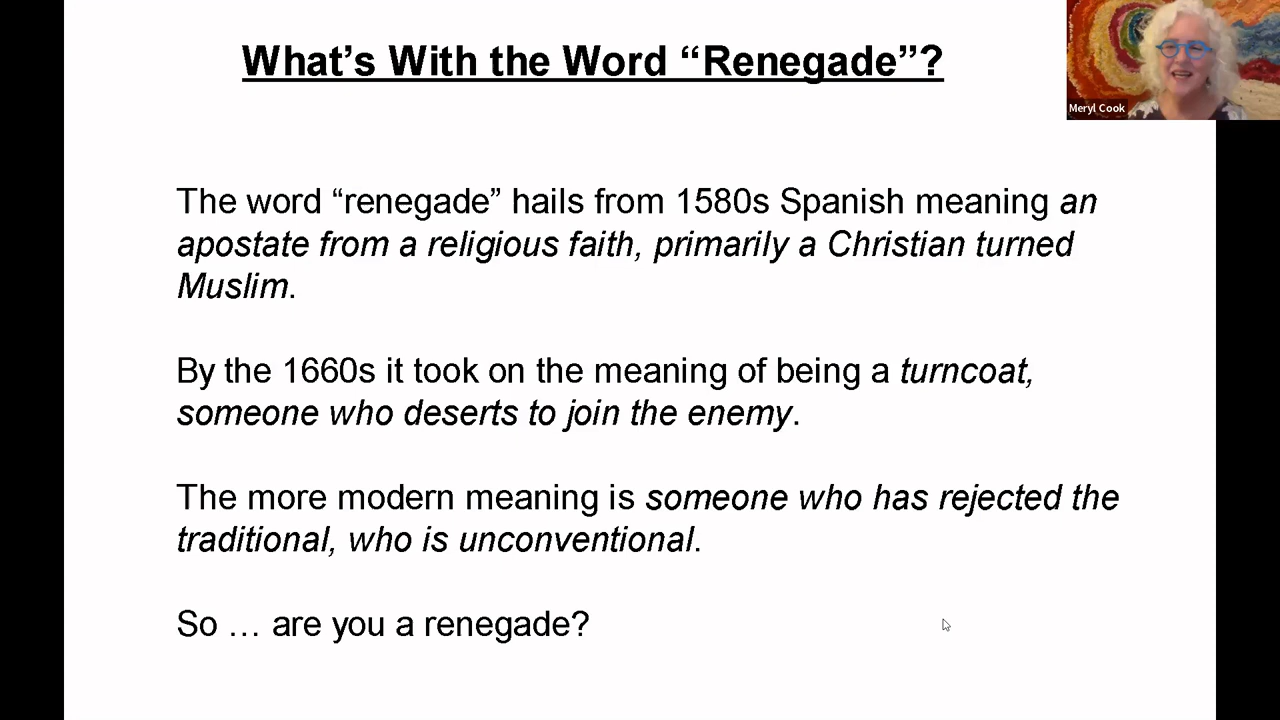 What’s With the Word “Renegade”?
Meryl Cook
The word “renegade” hails from 1580s Spanish meaning an
apostate from a religious faith, primarily a Christian turned
Muslim.
By the 1660s it took on the meaning of being a turncoat,
someone who deserts to join the enemy.
The more modern meaning is someone who has rejected the
traditional, who is unconventional.
So … are you a renegade?